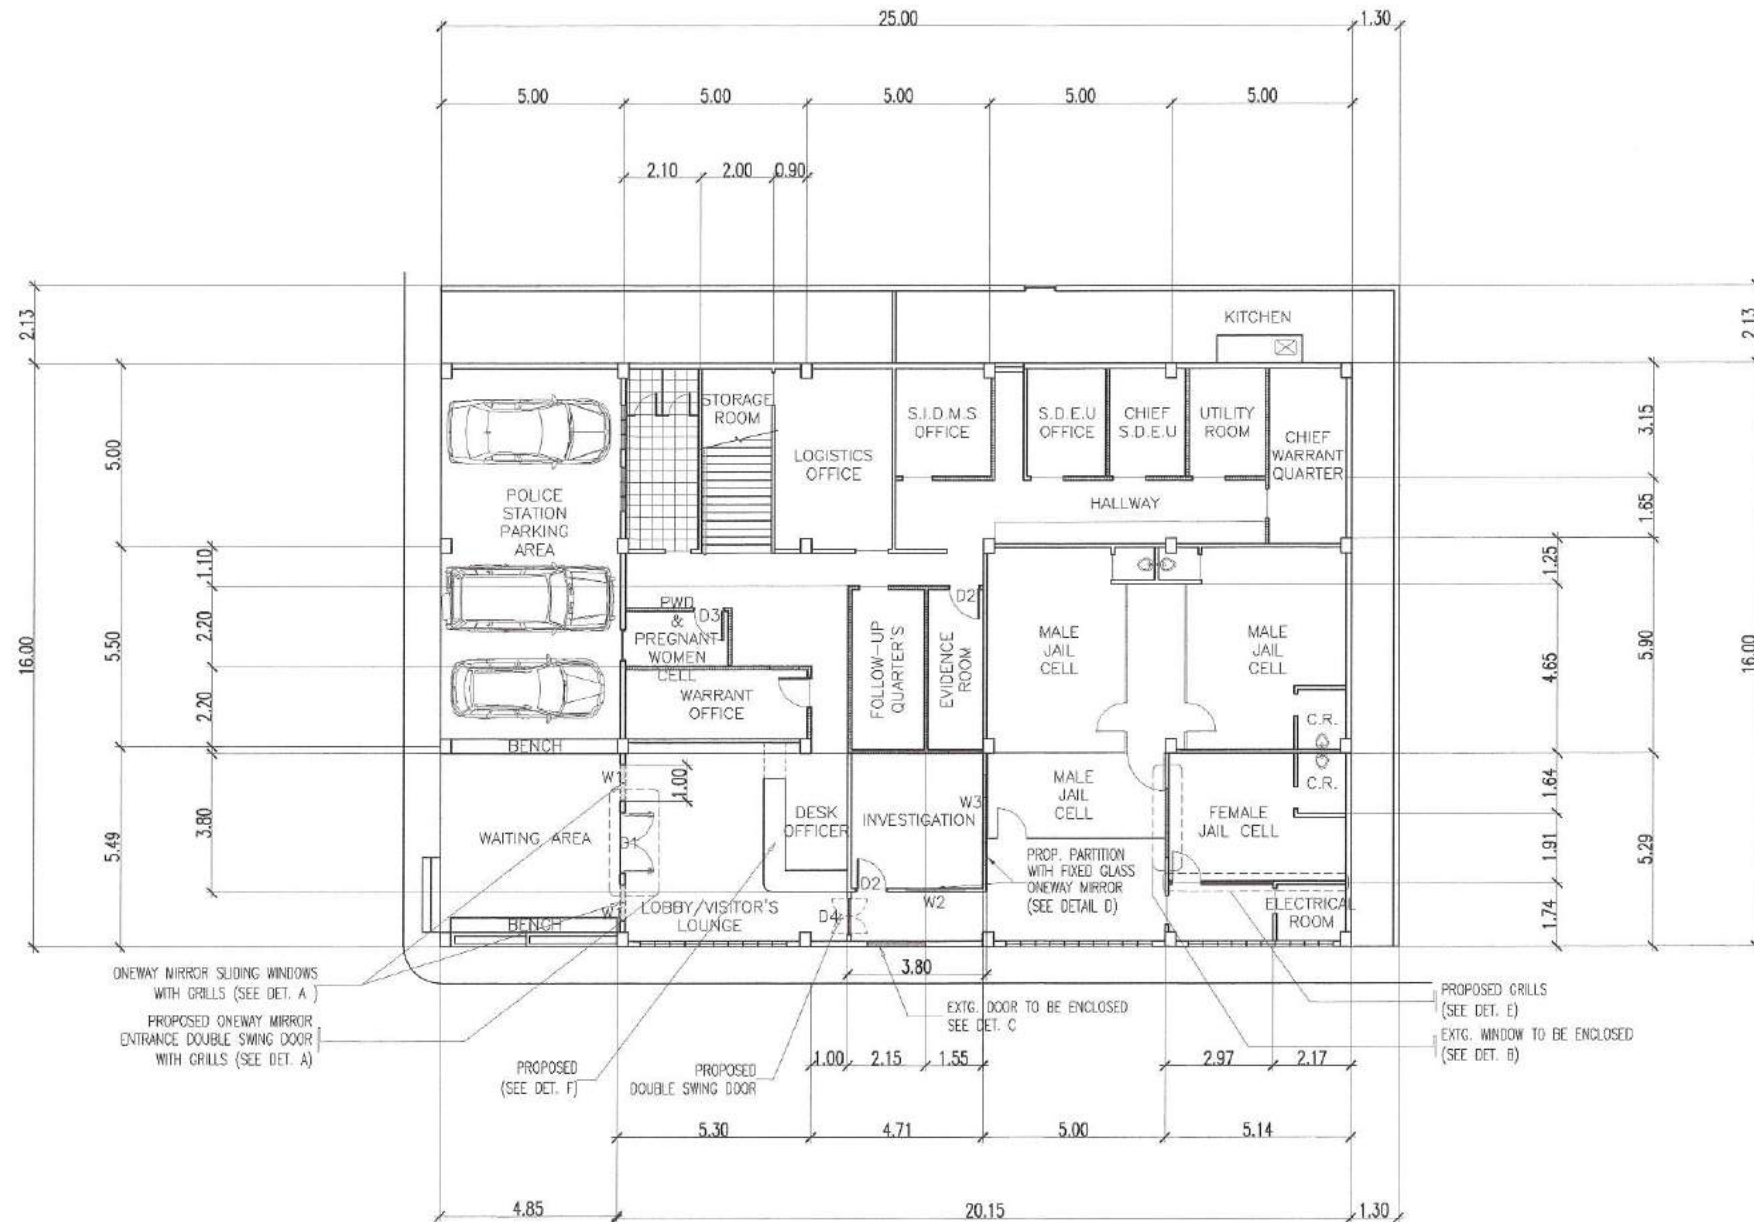 25.00
1.30
5.00
5.00
5.00
5.00
5.00
2.10
2.00
0.90
2.13
2.13
KITCHEN
STORAGE
ROOM
S.I.D.M.S
OFFICE
S.D.E.U
OFFICE
CHIEF
S.D.E.U
UTILITY
ROOM
CHIEF
WARRANT
QUARTER
3.15
5.00
LOGISTICS
OFFICE
POLICE
STATION
PARKING
AREA
HALLWAY
1.65
1.10
1.25
16.00
5.50
2.20
2.20
PWD
&
PREGNANT
WOMEN
CELL
D3
D2
FOLLOW-UP
QUARTER'S
EVIDENCE
ROOM
MALE
JAIL
CELL
MALE
JAIL
CELL
4.65
5.90
16.00
WARRANT
OFFICE
C.R.
BENCH
W1
1.00
MALE
JAIL
CELL
C.R.
1.64
5.49
3.80
WAITING AREA
D1
DESK
OFFICER
INVESTIGATION
W3
FEMALE
JAIL CELL
1.91
5.29
PROP. PARTITION
WITH FIXED GLASS
ONEWAY MIRROR
(SEE DETAIL D)
D2
W2
W1
LOBBY/VISITOR'S
LOUNGE
D4
ELECTRICAL
ROOM
1.74
BENCH
3.80
ONEWAY MIRROR SLIDING WINDOWS
WITH GRILLS (SEE DET. A )
PROPOSED ONEWAY MIRROR
ENTRANCE DOUBLE SWING DOOR
WITH GRILLS (SEE DET. A)
EXTG. DOOR TO BE ENCLOSED
SEE DET. C
PROPOSED GRILLS
(SEE DET. E)
EXTG. WINDOW TO BE ENCLOSED
(SEE DET. B)
PROPOSED
(SEE DET. F)
PROPOSED
DOUBLE SWING DOOR
1.00
2.15
1.55
2.97
2.17
5.30
4.71
5.00
5.14
4.85
20.15
1.30